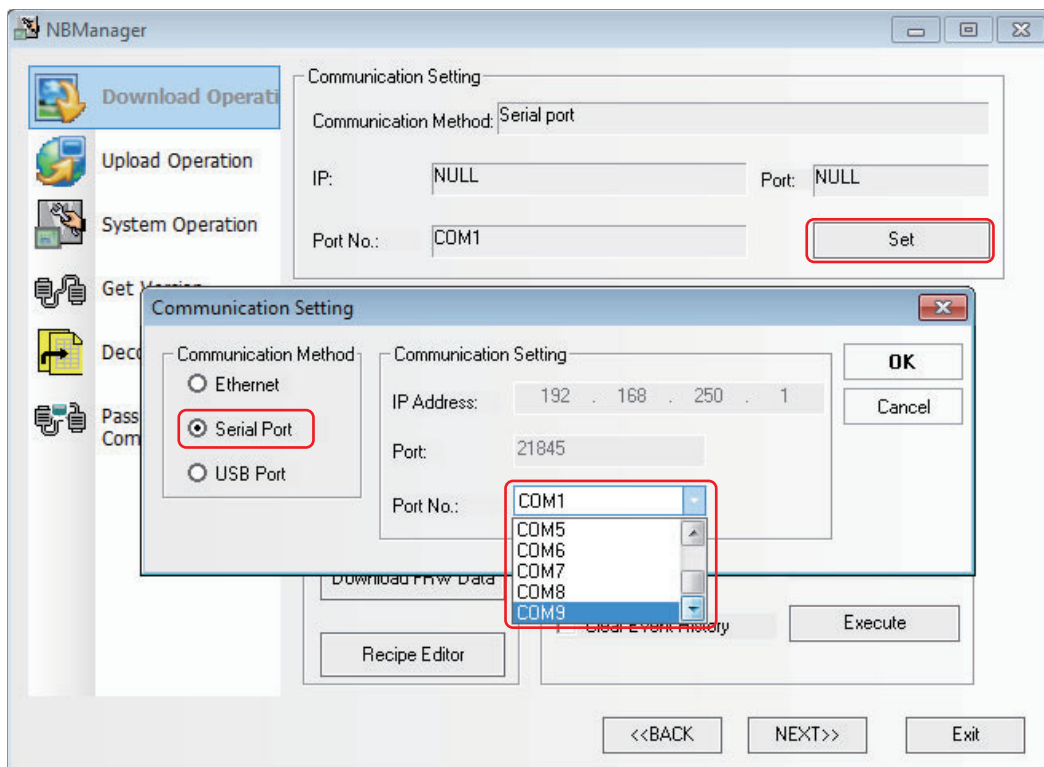 NBManager
Download Operati
Upload Operation
System Operation
Get
Communication Setting
Communication Method: Serial port
IP: NULL Port: NULL
Port No.: COM1 Set
Communication Setting
Communication Method
Ethernet
Serial Port
USB Port
Communication Setting
IP Address: 192 . 168 . 250 . 1
Port: 21845
Port No.: COM1
COM5
COM6
COM7
COM8
COM9
OK
Cancel
Deco
Pass
Com
Download PRW Data
Recipe Editor
Clear Event History
Execute
<<BACK NEXT>> Exit